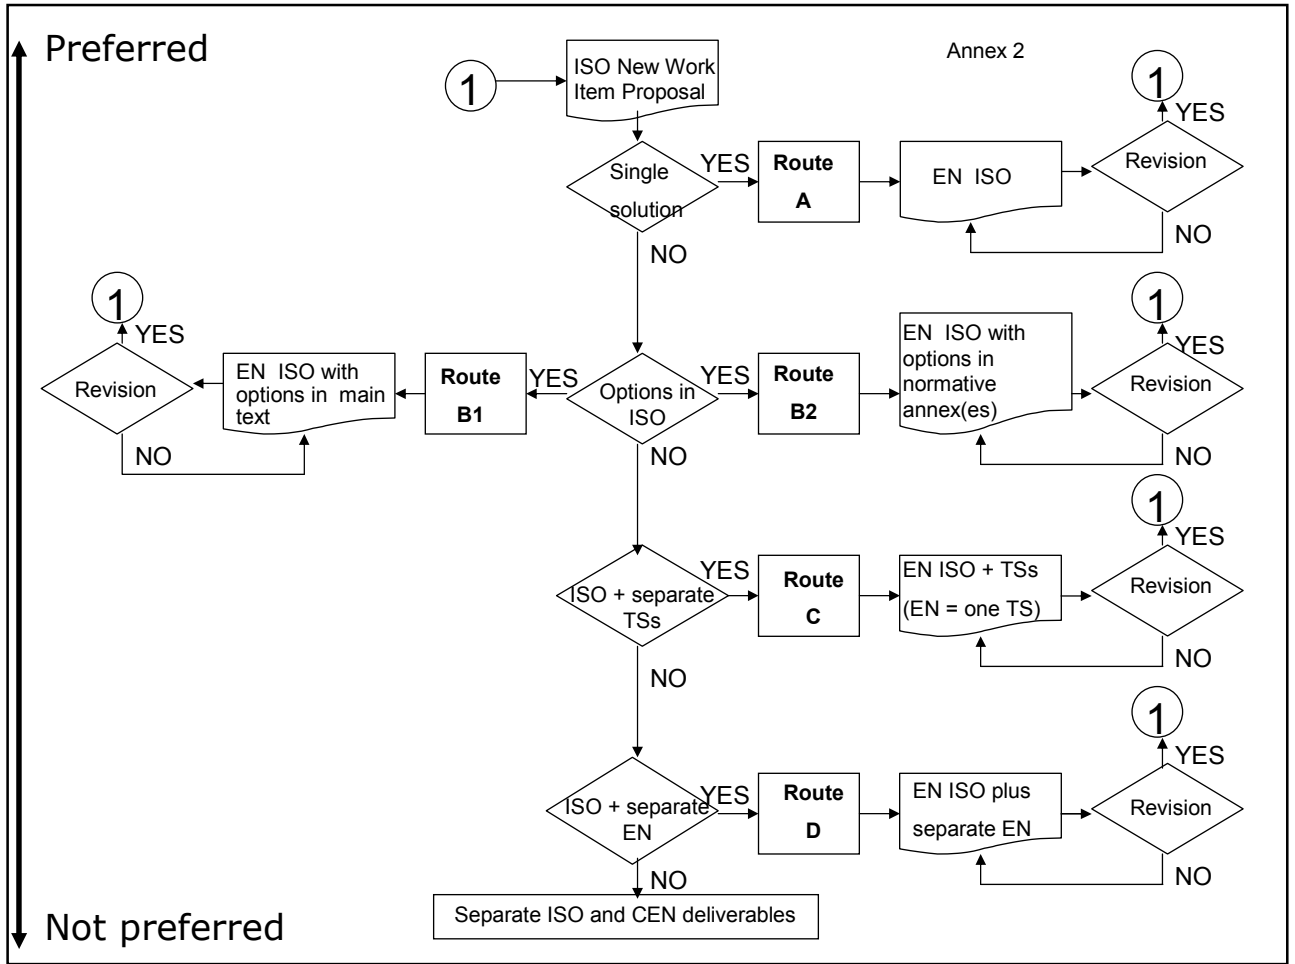 Preferred
Annex 2
1
ISO New Work
Item Proposal
1
YES
Single
solution
YES
Route
A
EN ISO
Revision
NO
NO
1
YES
Revision
NO
EN ISO with
options in main
text
Route
B1
YES
Options in
ISO
YES
Route
B2
EN ISO with
options in
normative
annex(es)
1
YES
Revision
NO
NO
ISO + separate
TSs
YES
Route
C
EN ISO + TSs
(EN = one TS)
1
YES
Revision
NO
NO
ISO + separate
EN
YES
Route
D
EN ISO plus
separate EN
1
YES
Revision
NO
NO
Separate ISO and CEN deliverables
Not preferred